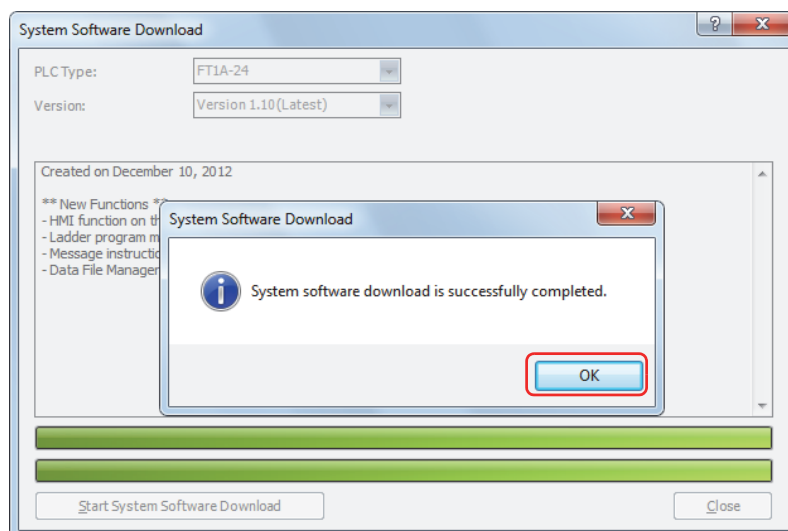 System Software Download
PLC Type:
FT1A-24
Version:
Version 1.10(Latest)
Created on December 10, 2012
** New Functions **
- HMI function on th
- Ladder program m
- Message instructio
- Data File Manager
System Software Download
System software download is successfully completed.
OK
Start System Software Download
Close